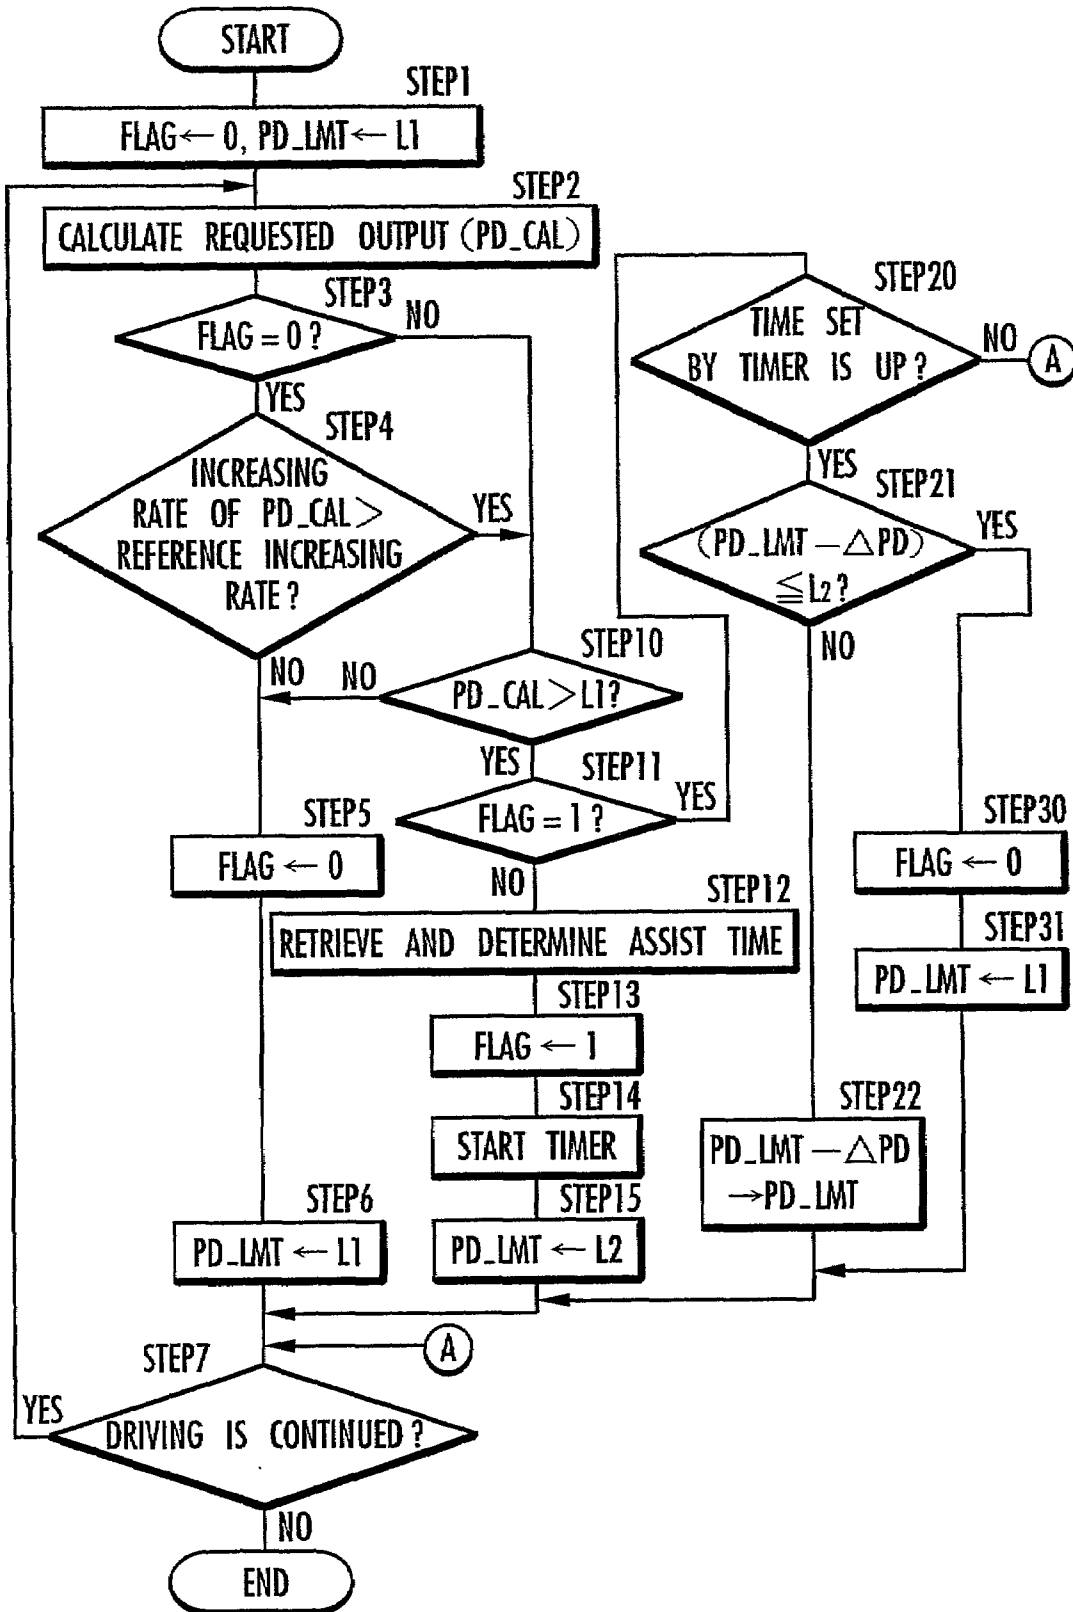 START
STEP1
FLAG ← 0, PD_LMT ← L1
STEP2
CALCULATE REQUESTED OUTPUT (PD_CAL)
STEP3
FLAG = 0 ?
NO
YES
STEP4
INCREASING
RATE OF PD_CAL >
REFERENCE INCREASING
RATE ?
YES
NO
STEP10
PD_CAL > L1 ?
NO
YES
STEP11
FLAG = 1 ?
YES
NO
STEP5
FLAG ← 0
STEP12
RETRIEVE AND DETERMINE ASSIST TIME
STEP13
FLAG ← 1
STEP14
START TIMER
STEP6
PD_LMT ← L1
STEP15
PD_LMT ← L2
STEP20
TIME SET
BY TIMER IS UP ?
NO
A
YES
STEP21
(PD_LMT − △PD)
≦ L2 ?
YES
NO
STEP30
FLAG ← 0
STEP31
PD_LMT ← L1
STEP22
PD_LMT − △PD
→ PD_LMT
A
STEP7
YES
DRIVING IS CONTINUED ?
NO
END